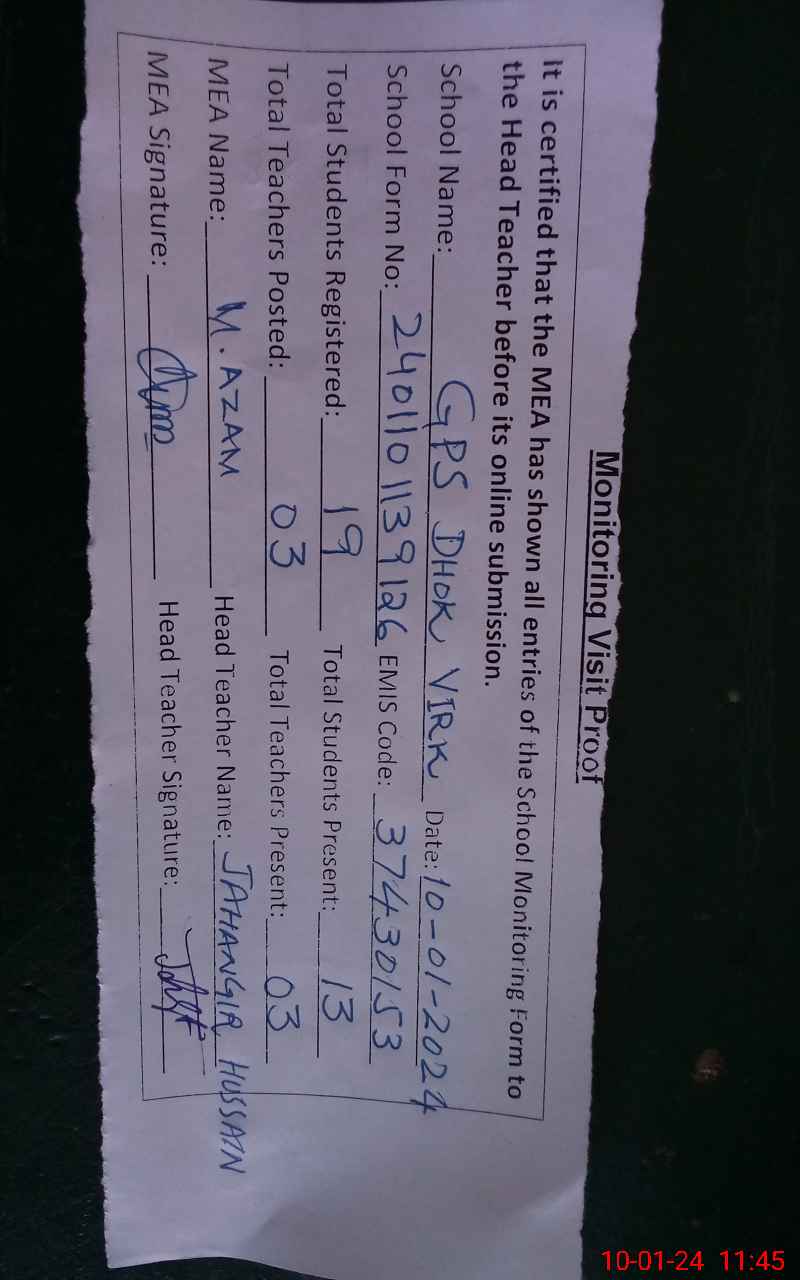 Monitoring Visit Proof
It is certified that the MEA has shown all entries of the School Monitoring Form to
the Head Teacher before its online submission.
School Name: GPS DHOK VIRK Date: 10-01-2024
School Form No: 2401101139126 EMIS Code: 37430153
Total Students Registered: 19 Total Students Present: 13
Total Teachers Posted: 03 Total Teachers Present: 03
MEA Name: M. AZAM Head Teacher Name: JAHANGIR HUSSAIN
MEA Signature: Head Teacher Signature:
10-01-24 11:45